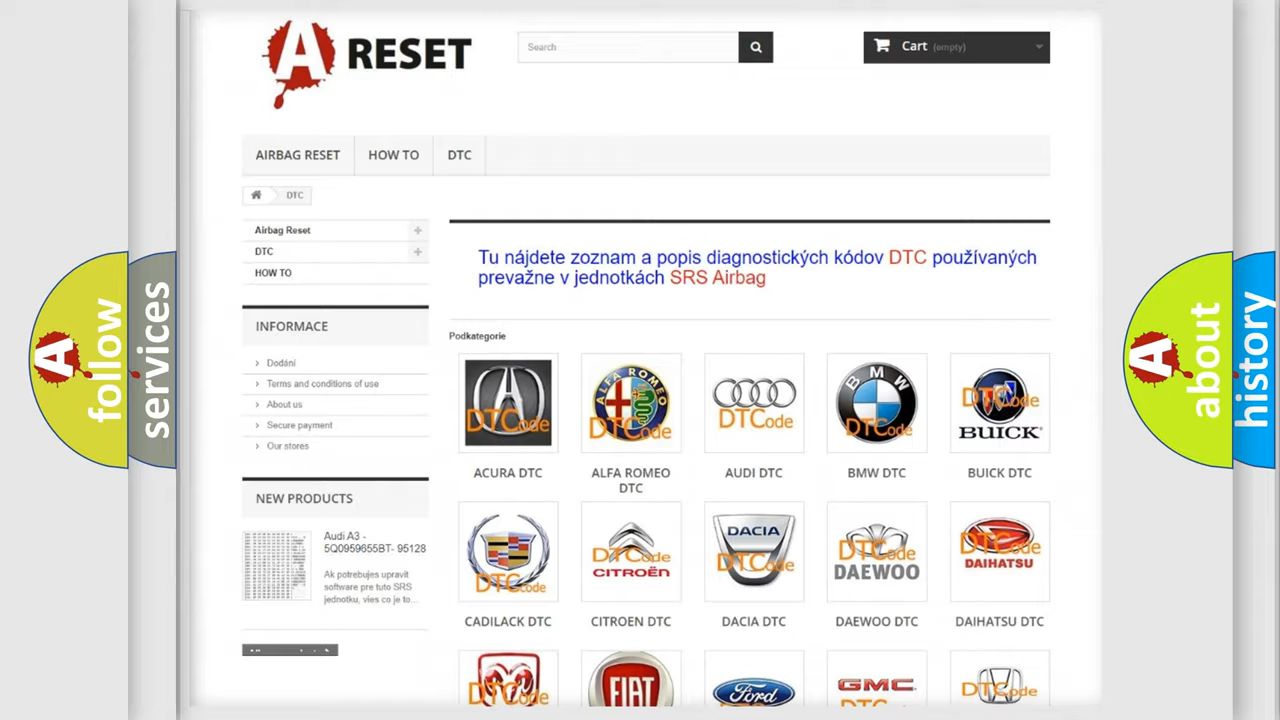 A RESET
Search
Cart (empty)
AIRBAG RESET
HOW TO
DTC
DTC
Airbag Reset
DTC
HOW TO
Tu nájdete zoznam a popis diagnostických kódov DTC používaných
prevažne v jednotkách SRS Airbag
INFORMACE
Dodání
Terms and conditions of use
About us
Secure payment
Our stores
Podkategorie
DTCode
ALFA ROMEO
DTCode
DTCode
BMW
DTCode
DTCode
BUICK
ACURA DTC
ALFA ROMEO
DTC
AUDI DTC
BMW DTC
BUICK DTC
NEW PRODUCTS
Audi A3 -
5Q0959655BT- 95128
Ak potrebujes upravit
software pre tuto SRS
jednotku, vies co je to...
DTCode
DTCode
CITROËN
DACIA
DTCode
DTCode
DAEWOO
DTCode
DAIHATSU
CADILACK DTC
CITROEN DTC
DACIA DTC
DAEWOO DTC
DAIHATSU DTC
DTCode
FIAT
Ford
GMC
DTCode
A follow
services
A about
history